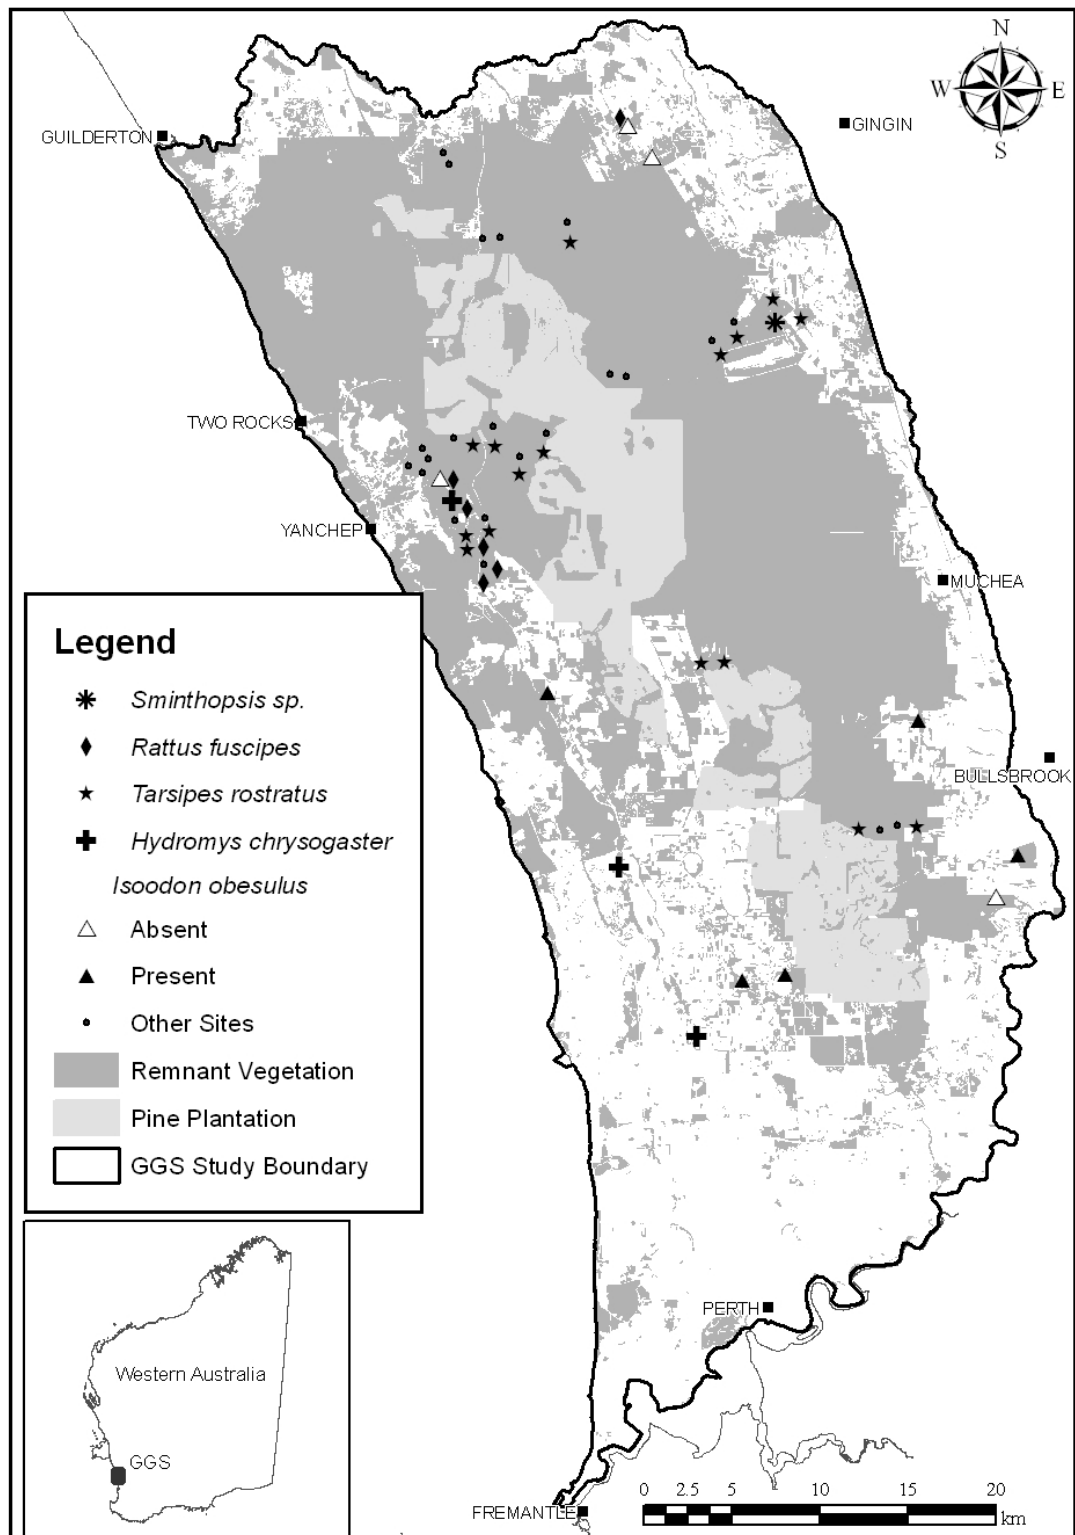 N
W E
S
GUILDERTON
GINGIN
TWO ROCKS
YANCHEP
MUCHEA
BULLSBROOK
Legend
Sminthopsis sp.
Rattus fuscipes
Tarsipes rostratus
Hydromys chrysogaster
Isoodon obesulus
Absent
Present
Other Sites
Remnant Vegetation
Pine Plantation
GGS Study Boundary
Western Australia
GGS
PERTH
FREMANTLE
0 2.5 5 10 15 20
km